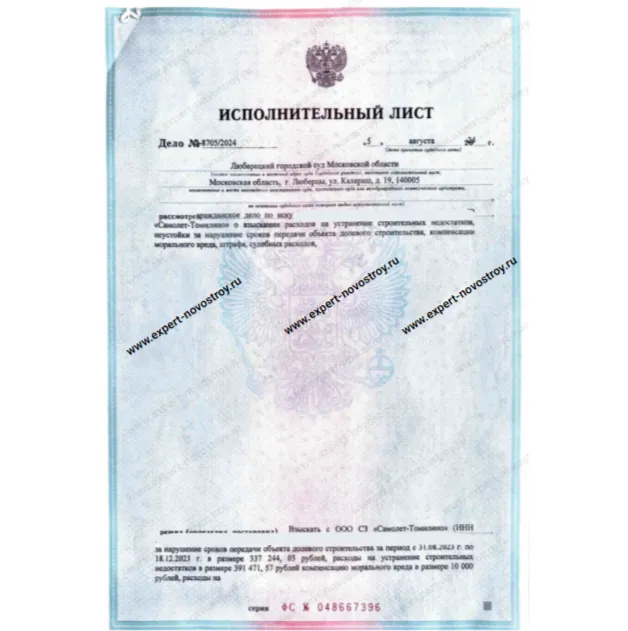 ИСПОЛНИТЕЛЬНЫЙ ЛИСТ
Дело № -8705/2024 „5 „ августа 20 г.
Люберецкий городской суд Московской области
Московская область, г. Люберцы, ул. Калараш, д. 19, 140005
гражданское дело по иску
«Самолет-Томилино» о взыскании расходов на устранение строительных недостатков,
неустойки за нарушение сроков передачи объекта долевого строительства, компенсации
морального вреда, штрафа, судебных расходов,
www.expert-novostroy.ru
www.expert-novostroy.ru
www.expert-novostroy.ru
Взыскать с ООО СЗ «Самолет-Томилино» (ИНН
за нарушение сроков передачи объекта долевого строительства за период с 31.08.2023 г. по
18.12.2023 г. в размере 337 244, 05 рублей, расходы на устранение строительных
недостатков в размере 391 471, 57 рублей компенсацию морального вреда в размере 10 000
рублей, расходы на
серия ФС № 048667396